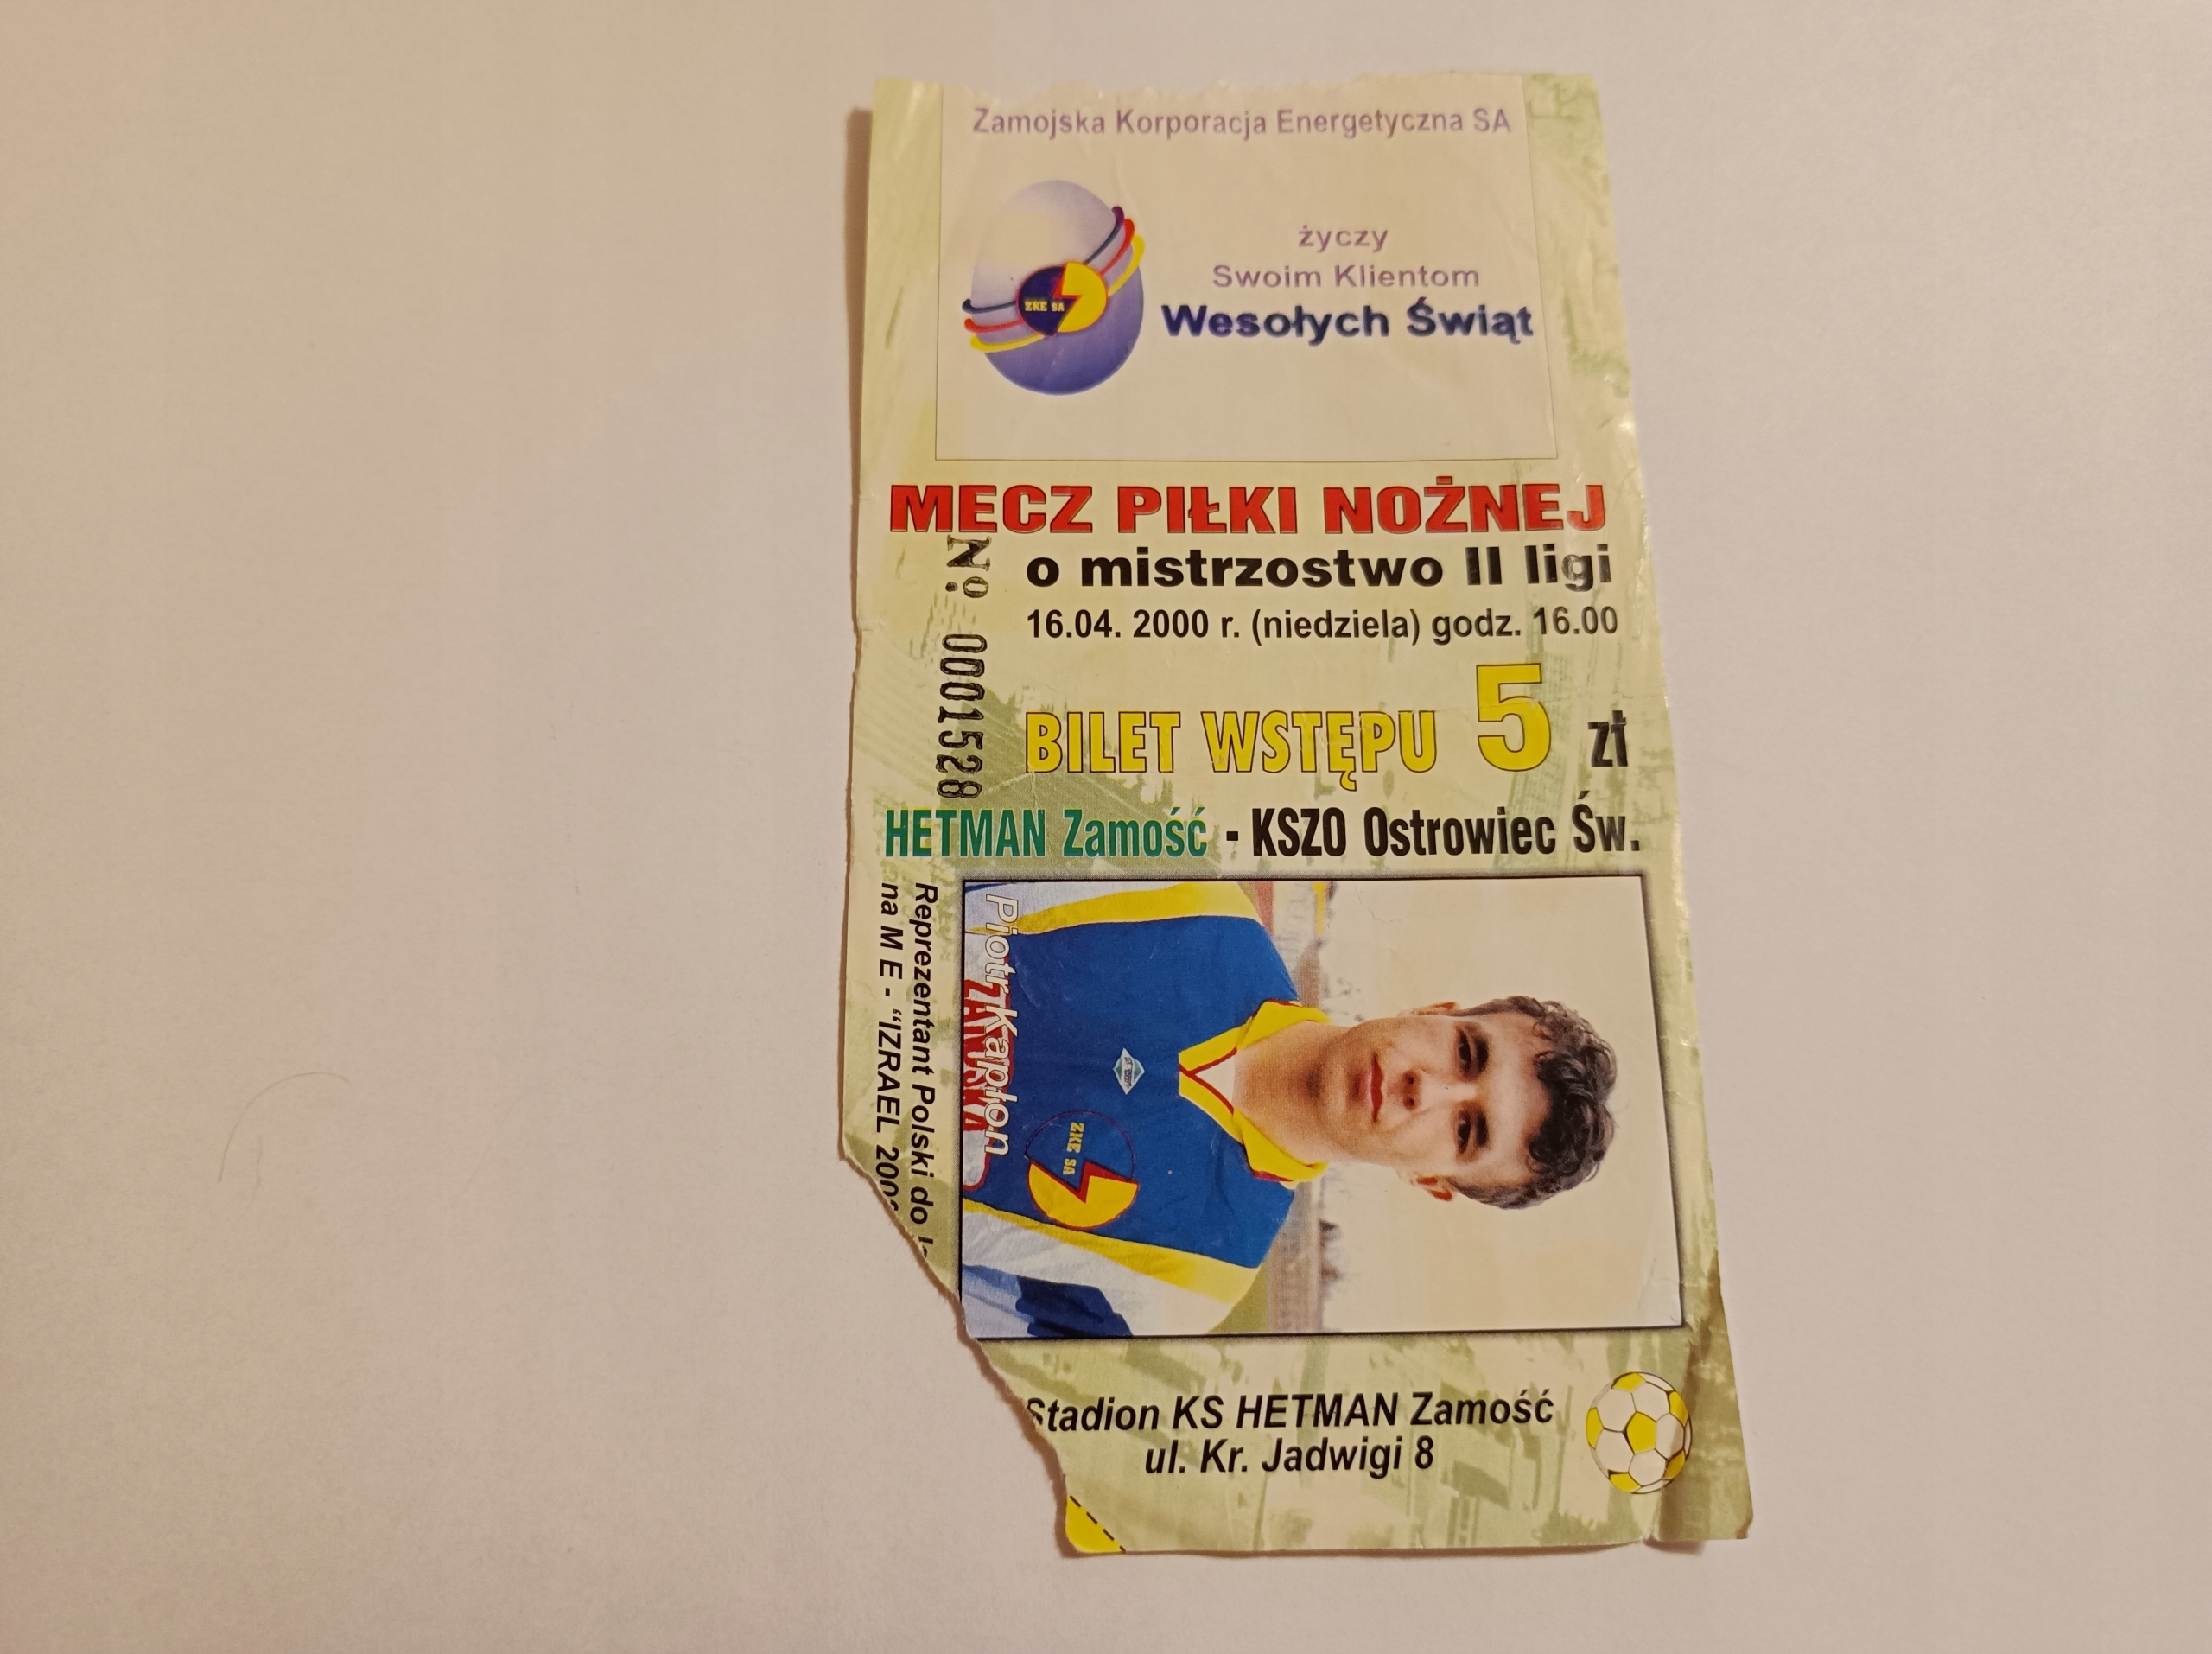 Zamojska Korporacja Energetyczna SA
ZKE SA
życzy
Swoim Klientom
Wesołych Świąt
MECZ PIŁKI NOŻNEJ
o mistrzostwo II ligi
16.04. 2000 r. (niedziela) godz. 16.00
Nº 0001528
BILET WSTĘPU 5 zł
HETMAN Zamość - KSZO Ostrowiec Św.
Reprezentant Polski do
na M E - “IZRAEL 200
Piotr Kapłon
ZKE SA
Stadion KS HETMAN Zamość
ul. Kr. Jadwigi 8